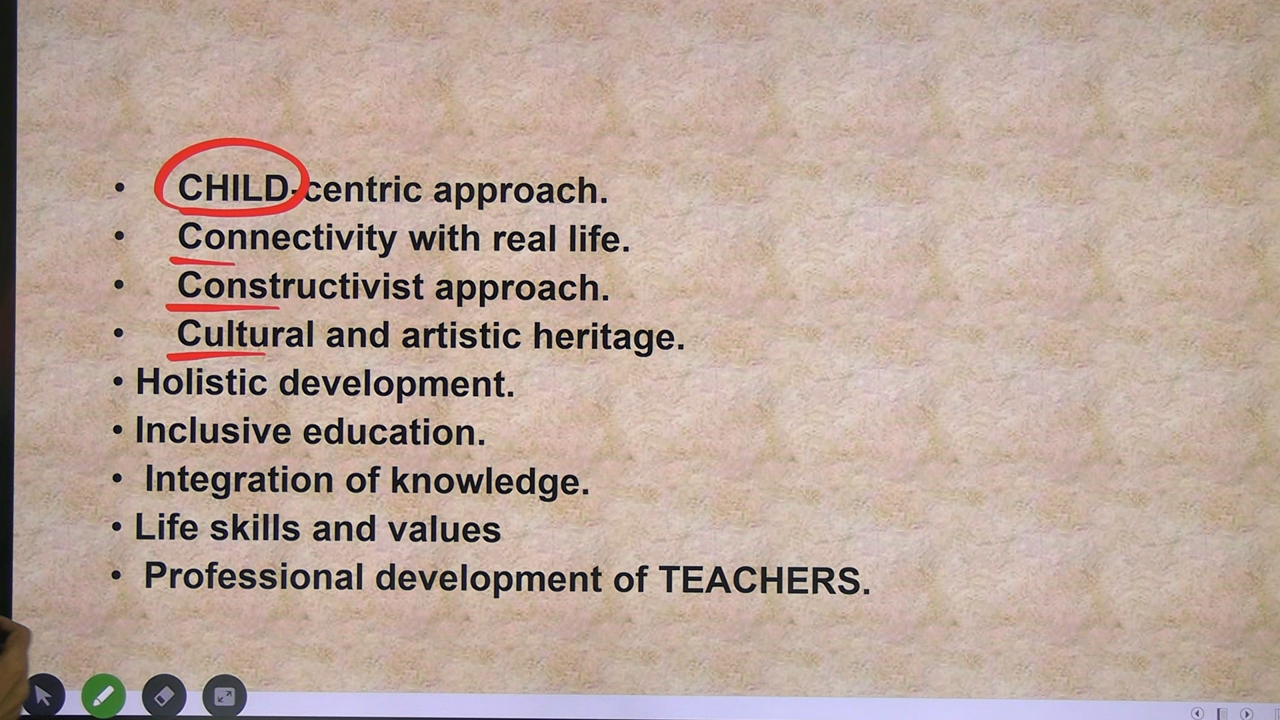 • CHILD-centric approach.
• Connectivity with real life.
• Constructivist approach.
• Cultural and artistic heritage.
• Holistic development.
• Inclusive education.
• Integration of knowledge.
• Life skills and values
• Professional development of TEACHERS.